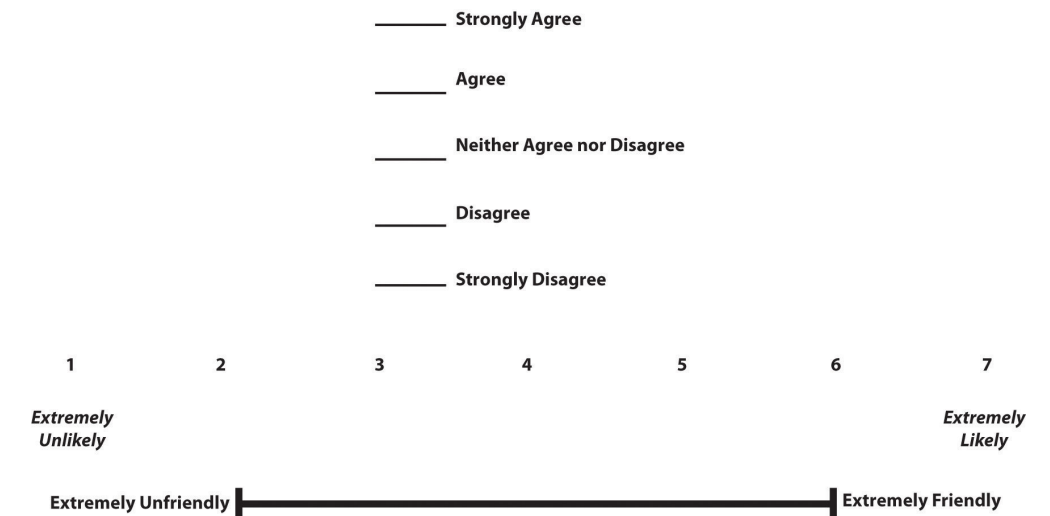 Strongly Agree
Agree
Neither Agree nor Disagree
Disagree
Strongly Disagree
1 2 3 4 5 6 7
Extremely Unlikely
Extremely Likely
Extremely Unfriendly Extremely Friendly